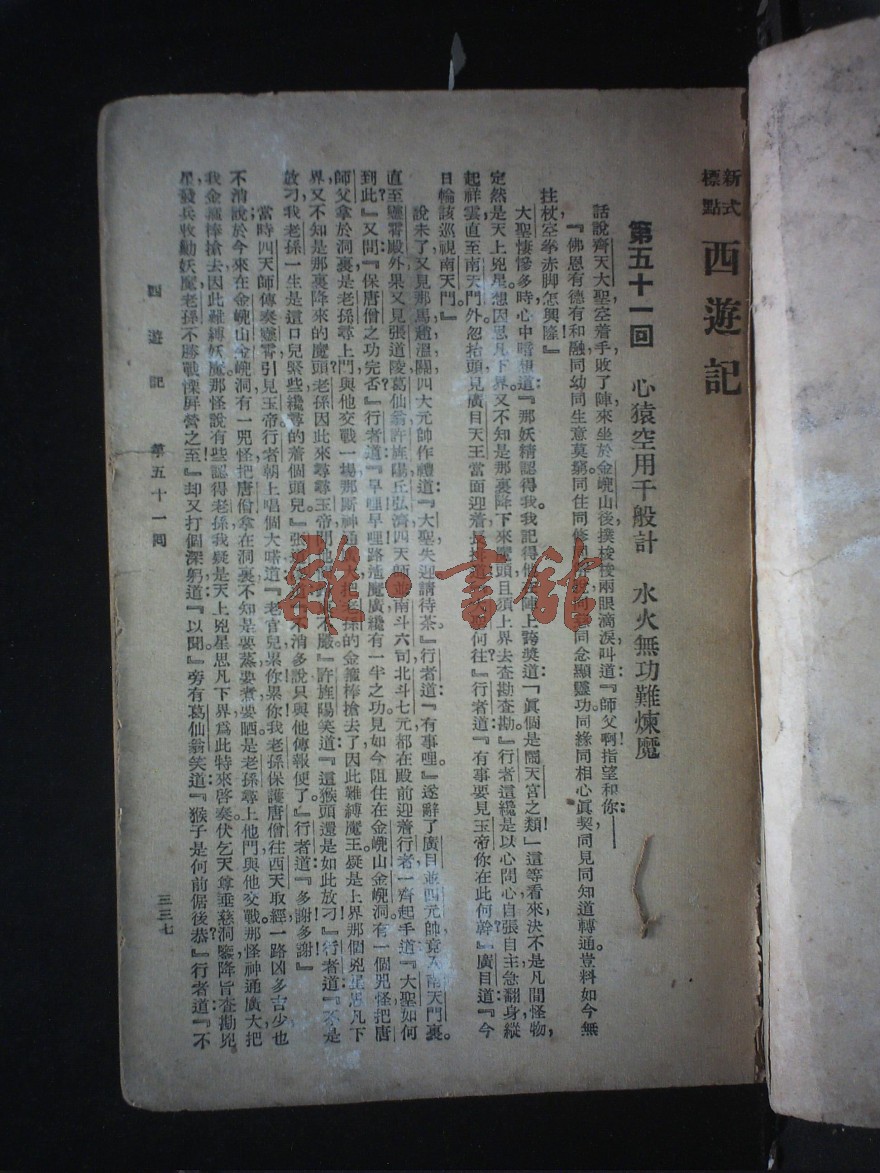 新式標點 西遊記
第五十一回 心猿空用千般計 水火無功難煉魔
話說齊天大聖空着手敗了陣來坐於金𠒜山後撲梭梭兩眼滴淚叫道『師父啊指望和你——
『佛恩有德有和融同幼同生意莫窮同住同修同解脫同慈同念顯靈功同緣同相心眞契同見同知道轉通豈料如今無
拄杖空拳赤脚怎興隆』
大聖悽慘多時心中暗想道『那妖精認得我我記得他在陣上誇獎道「眞個是鬧天宮之類」這等看來決不是凡間怪物,
定然是天上兇星想因思凡下界又不知是那裏降下來魔頭且須上界去查勘查勘』行者這纔是以心問心自張自主急翻身縱
起祥雲直至南天門外忽抬頭見廣目天王當面迎着長揖道『大聖何往』行者道『有事要見玉帝你在此何幹』廣目道『今
日輪該巡視南天門』
說未了又見那馬趙溫關四大元帥作禮道『大聖失迎請待茶』行者道『有事哩』遂辭了廣目並四元帥竟入南天門裏。
直至靈霄殿外果又見張道陵葛仙翁許旌陽丘弘濟四天師並南斗六司北斗七元都在殿前迎着行者一齊起手道『大聖如何
到此』又問『保唐僧之功完否』行者道『早哩早哩路遙魔廣纔有一半之功見如今阻住在金𠒜山金𠒜洞有一個兕怪把唐
師父拿於洞裏是老孫尋上門與他交戰一場那廝神通 把老孫的金箍棒搶去了因此難縛魔王疑是上界那個兇星思凡下
界又不知是那裏降來的魔頭老孫因此來尋尋玉帝問他 不嚴』許旌陽笑道『這猴頭還是如此放刁』行者道『不是
放刁我老孫一生是這口兒緊些纔尋的着個頭兒』張 道『不消多說只與他傳報便了』行者道『多謝多謝』
當時四天師傳奏靈霄引見玉帝行者朝上唱個大喏道『老官兒累你累你我老孫保護唐僧往西天取經一路凶多吉少也
不消說於今來在金𠒜山金𠒜洞有一兕怪把唐僧拿在洞裏不知是要蒸要煮要晒是老孫尋上他門與他交戰那怪神通廣大把
我金箍棒搶去因此難縛妖魔那怪說有些認得老孫我疑是天上兇星思凡下界爲此特來啓奏伏乞天尊垂慈洞鑒降旨查勘兇
星發兵收勦妖魔老孫不勝戰慄屏營之至』却又打個深躬道『以聞』旁有葛仙翁笑道『猴子是何前倨後恭』行者道『不
西遊記 第五十一回 三三七
雜·書館